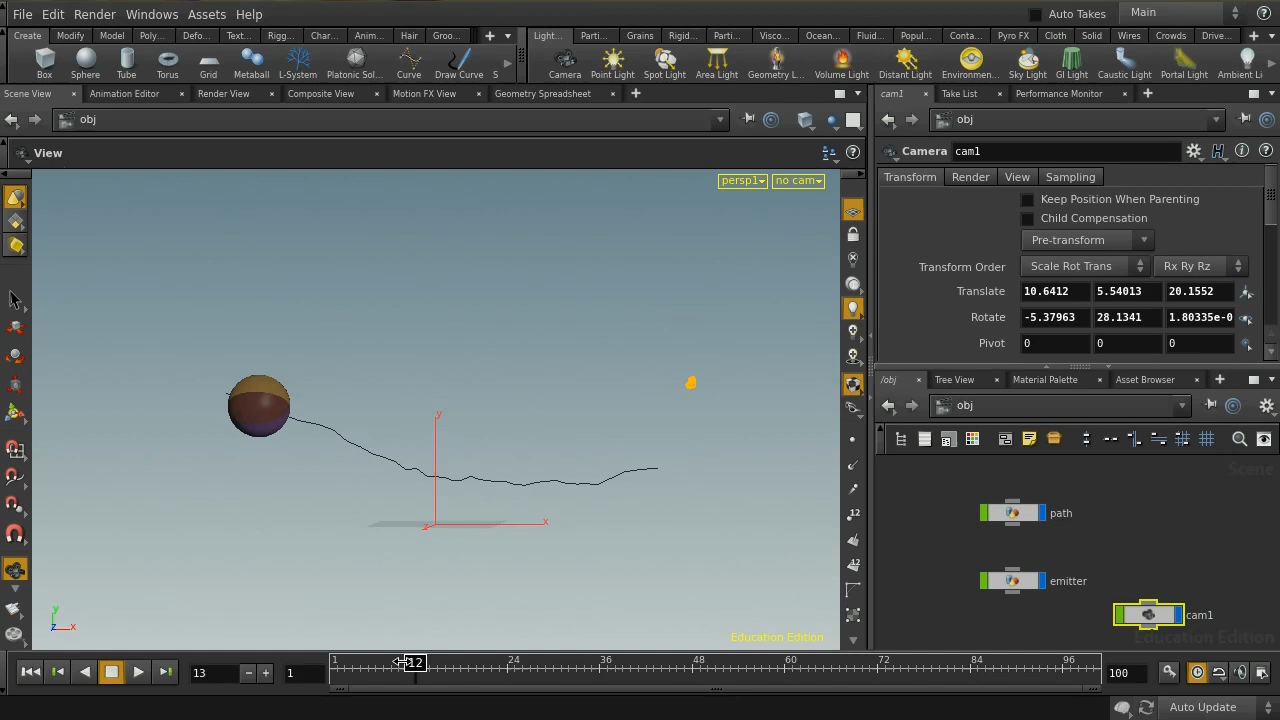 File Edit Render Windows Assets Help Auto Takes Main
Create Modify Model Poly... Defo... Text... Rigg... Char... Anim... Hair Groo... Light... Parti... Grains Rigid... Parti... Visco... Ocean... Fluid... Popul... Conta... Pyro FX Cloth Solid Wires Crowds Drive...
Box Sphere Tube Torus Grid Metaball L-System Platonic Sol... Curve Draw Curve S Camera Point Light Spot Light Area Light Geometry L... Volume Light Distant Light Environmen... Sky Light GI Light Caustic Light Portal Light Ambient Li
Scene View Animation Editor Render View Composite View Motion FX View Geometry Spreadsheet cam1 Take List Performance Monitor
obj obj
View Camera cam1
persp1 no cam Transform Render View Sampling
Keep Position When Parenting
Child Compensation
Pre-transform
Transform Order Scale Rot Trans Rx Ry Rz
Translate 10.6412 5.54013 20.1552
Rotate -5.37963 28.1341 1.80335e-0
Pivot 0 0 0
/obj Tree View Material Palette Asset Browser
obj
Scene
y
path
12
x
z
12
emitter
y
z x
cam1
Education Edition Education Edition
13 1 1 12 24 36 48 60 72 84 96 100
Auto Update